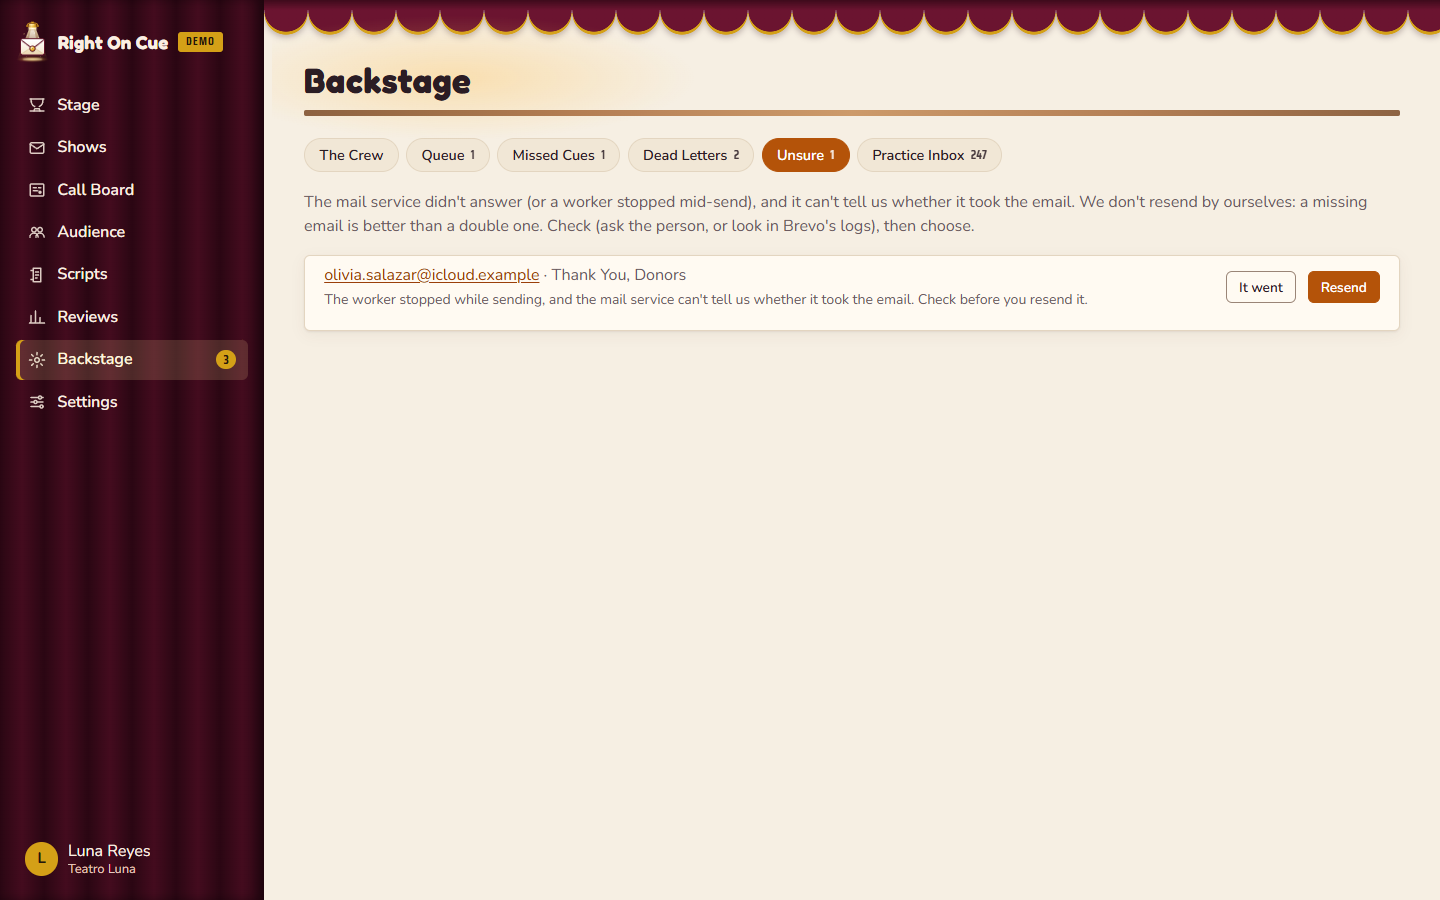 Right On Cue DEMO
Stage
Shows
Call Board
Audience
Scripts
Reviews
Backstage 3
Settings
L
Luna Reyes
Teatro Luna
Backstage
The Crew Queue 1 Missed Cues 1 Dead Letters 2 Unsure 1 Practice Inbox 247
The mail service didn't answer (or a worker stopped mid-send), and it can't tell us whether it took the email. We don't resend by ourselves: a missing
email is better than a double one. Check (ask the person, or look in Brevo's logs), then choose.
olivia.salazar@icloud.example · Thank You, Donors
The worker stopped while sending, and the mail service can't tell us whether it took the email. Check before you resend it.
It went Resend